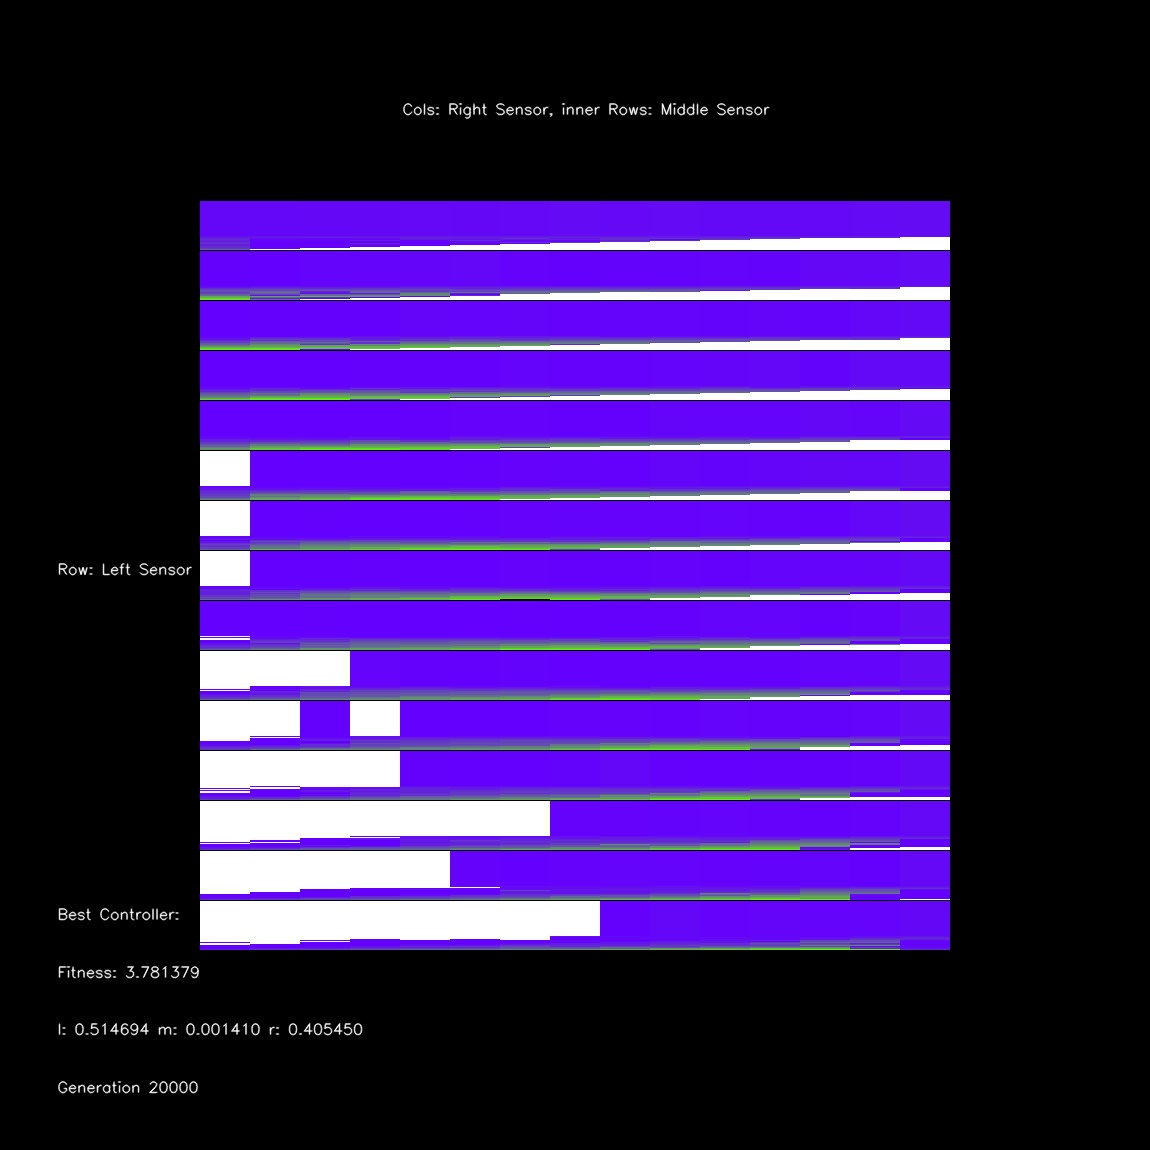 Cols: Right Sensor, inner Rows: Middle Sensor
Row: Left Sensor
Best Controller:
Fitness: 3.781379
l: 0.514694 m: 0.001410 r: 0.405450
Generation 20000